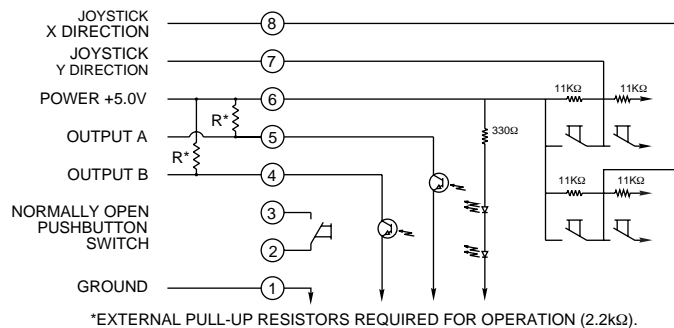 JOYSTICK
X DIRECTION
8
JOYSTICK
Y DIRECTION
7
11KΩ 11KΩ
POWER +5.0V
6
R*
330Ω
OUTPUT A
5
R*
OUTPUT B
4
11KΩ 11KΩ
NORMALLY OPEN
PUSHBUTTON
SWITCH
3
2
GROUND
1
*EXTERNAL PULL-UP RESISTORS REQUIRED FOR OPERATION (2.2kΩ).